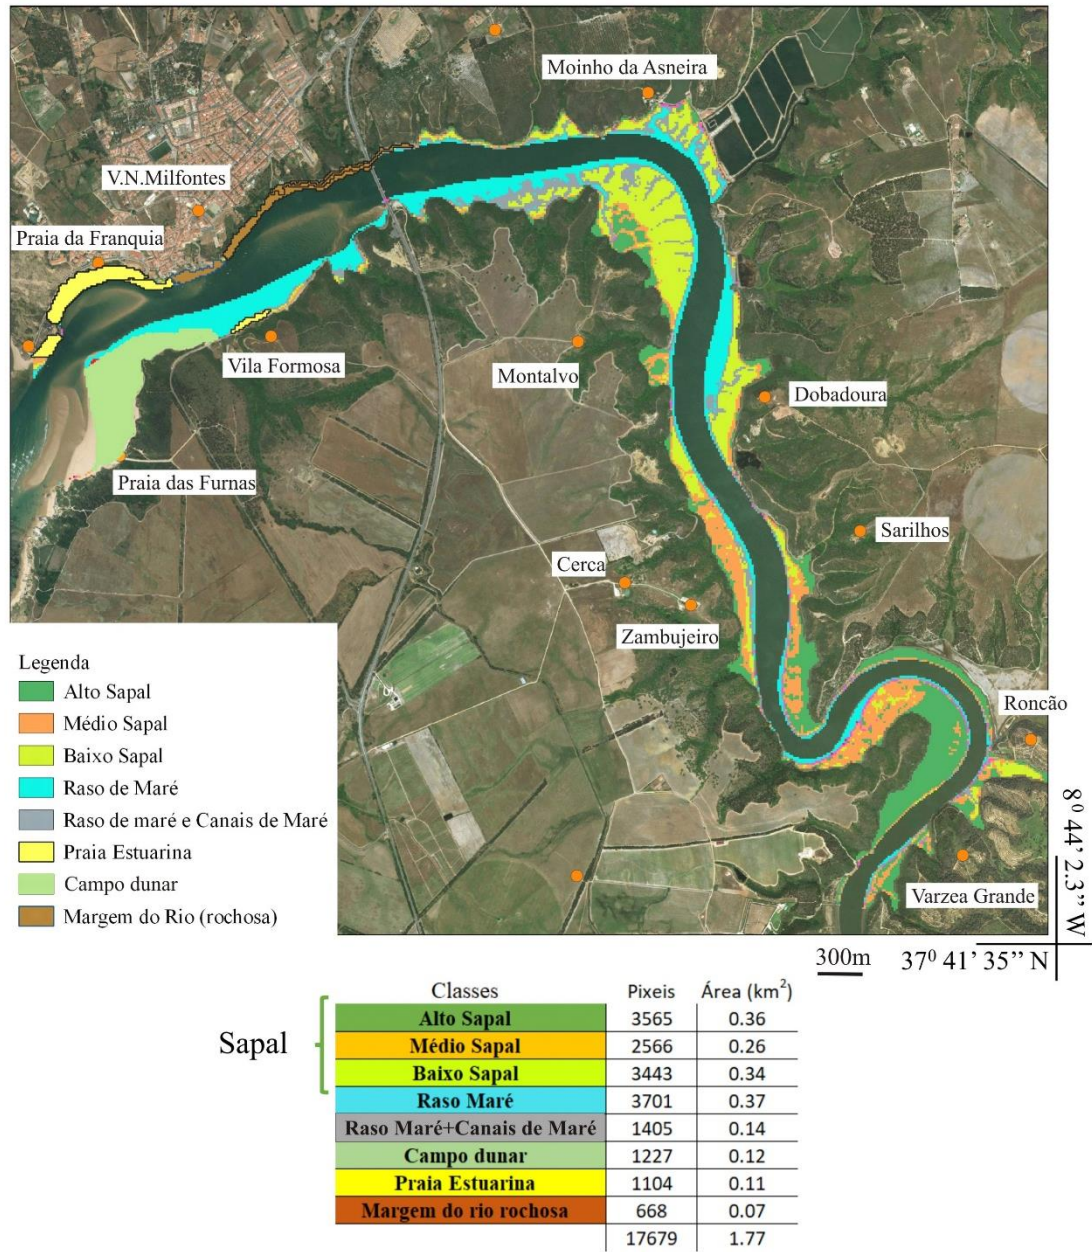 Moinho da Asneira
V.N.Milfontes
Praia da Franquia
Vila Formosa
Montalvo
Dobadoura
Praia das Furnas
Sarilhos
Cerca
Zambujeiro
Roncão
Varzea Grande
Legenda
Alto Sapal
Médio Sapal
Baixo Sapal
Raso de Maré
Raso de maré e Canais de Maré
Praia Estuarina
Campo dunar
Margem do Rio (rochosa)
8⁰ 44’ 2.3” W
300m 37⁰ 41’ 35” N
Classes Pixeis Área (km²)
Sapal
Alto Sapal 3565 0.36
Médio Sapal 2566 0.26
Baixo Sapal 3443 0.34
Raso Maré 3701 0.37
Raso Maré+Canais de Maré 1405 0.14
Campo dunar 1227 0.12
Praia Estuarina 1104 0.11
Margem do rio rochosa 668 0.07
17679 1.77